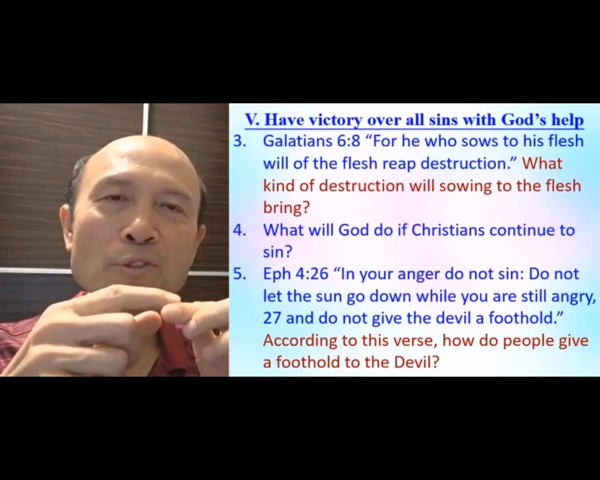 V. Have victory over all sins with God's help
3. Galatians 6:8 “For he who sows to his flesh
will of the flesh reap destruction.” What
kind of destruction will sowing to the flesh
bring?
4. What will God do if Christians continue to
sin?
5. Eph 4:26 “In your anger do not sin: Do not
let the sun go down while you are still angry,
27 and do not give the devil a foothold.”
According to this verse, how do people give
a foothold to the Devil?